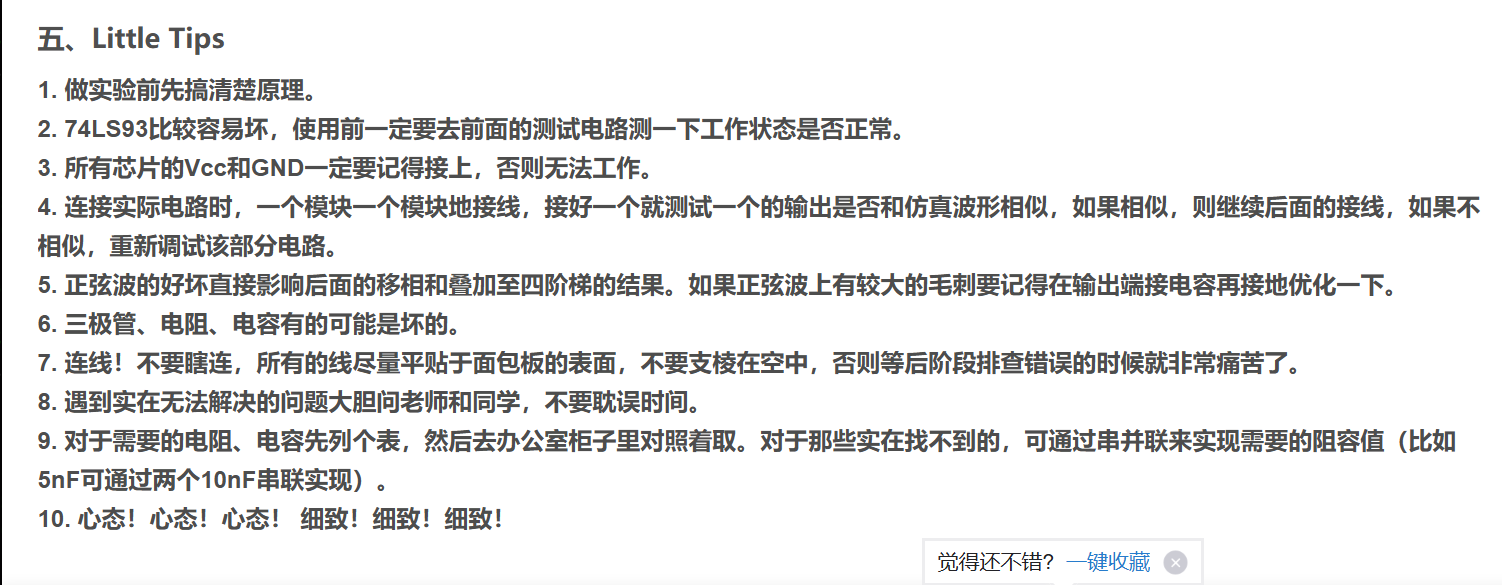 五、Little Tips
1. 做实验前先搞清楚原理。
2. 74LS93比较容易坏，使用前一定要去前面的测试电路测一下工作状态是否正常。
3. 所有芯片的Vcc和GND一定要记得接上，否则无法工作。
4. 连接实际电路时，一个模块一个模块地接线，接好一个就测试一个的输出是否和仿真波形相似，如果相似，则继续后面的接线，如果不
相似，重新调试该部分电路。
5. 正弦波的好坏直接影响后面的移相和叠加至四阶梯的结果。如果正弦波上有较大的毛刺要记得在输出端接电容再接地优化一下。
6. 三极管、电阻、电容有的可能是坏的。
7. 连线！不要瞎连，所有的线尽量平贴于面包板的表面，不要支棱在空中，否则等后阶段排查错误的时候就非常痛苦了。
8. 遇到实在无法解决的问题大胆问老师和同学，不要耽误时间。
9. 对于需要的电阻、电容先列个表，然后去办公室柜子里对照着取。对于那些实在找不到的，可通过串并联来实现需要的阻容值（比如
5nF可通过两个10nF串联实现）。
10. 心态！心态！心态！ 细致！细致！细致！
觉得还不错? 一键收藏